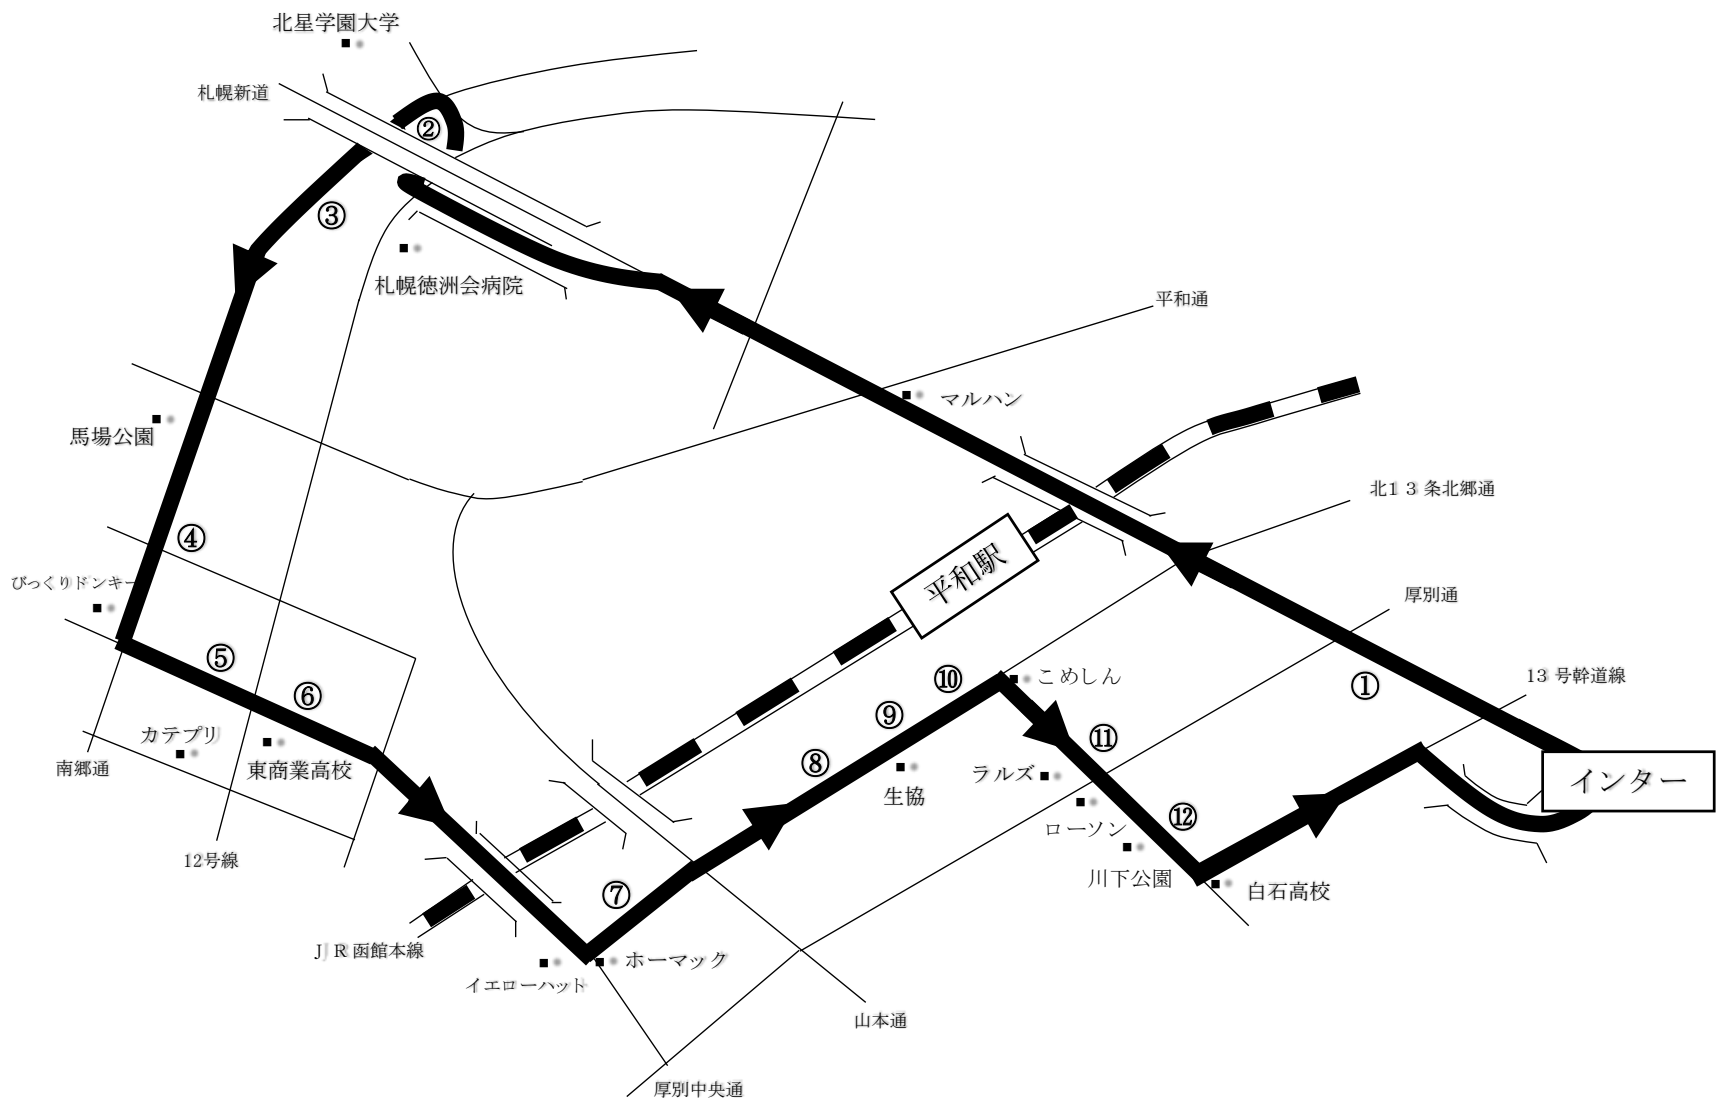 北星学園大学
札幌新道
②
③
札幌徳洲会病院
平和通
マルハン
馬場公園
北13条北郷通
④
平和駅
びっくりドンキー
厚別通
⑤
⑥
⑩
こめしん
①
13号幹道線
⑨
カテプリ
⑪
南郷通
東商業高校
⑧
ラルズ
インター
生協
⑫
ローソン
12号線
川下公園
⑦
白石高校
JR函館本線
ホーマック
イエローハット
山本通
厚別中央通